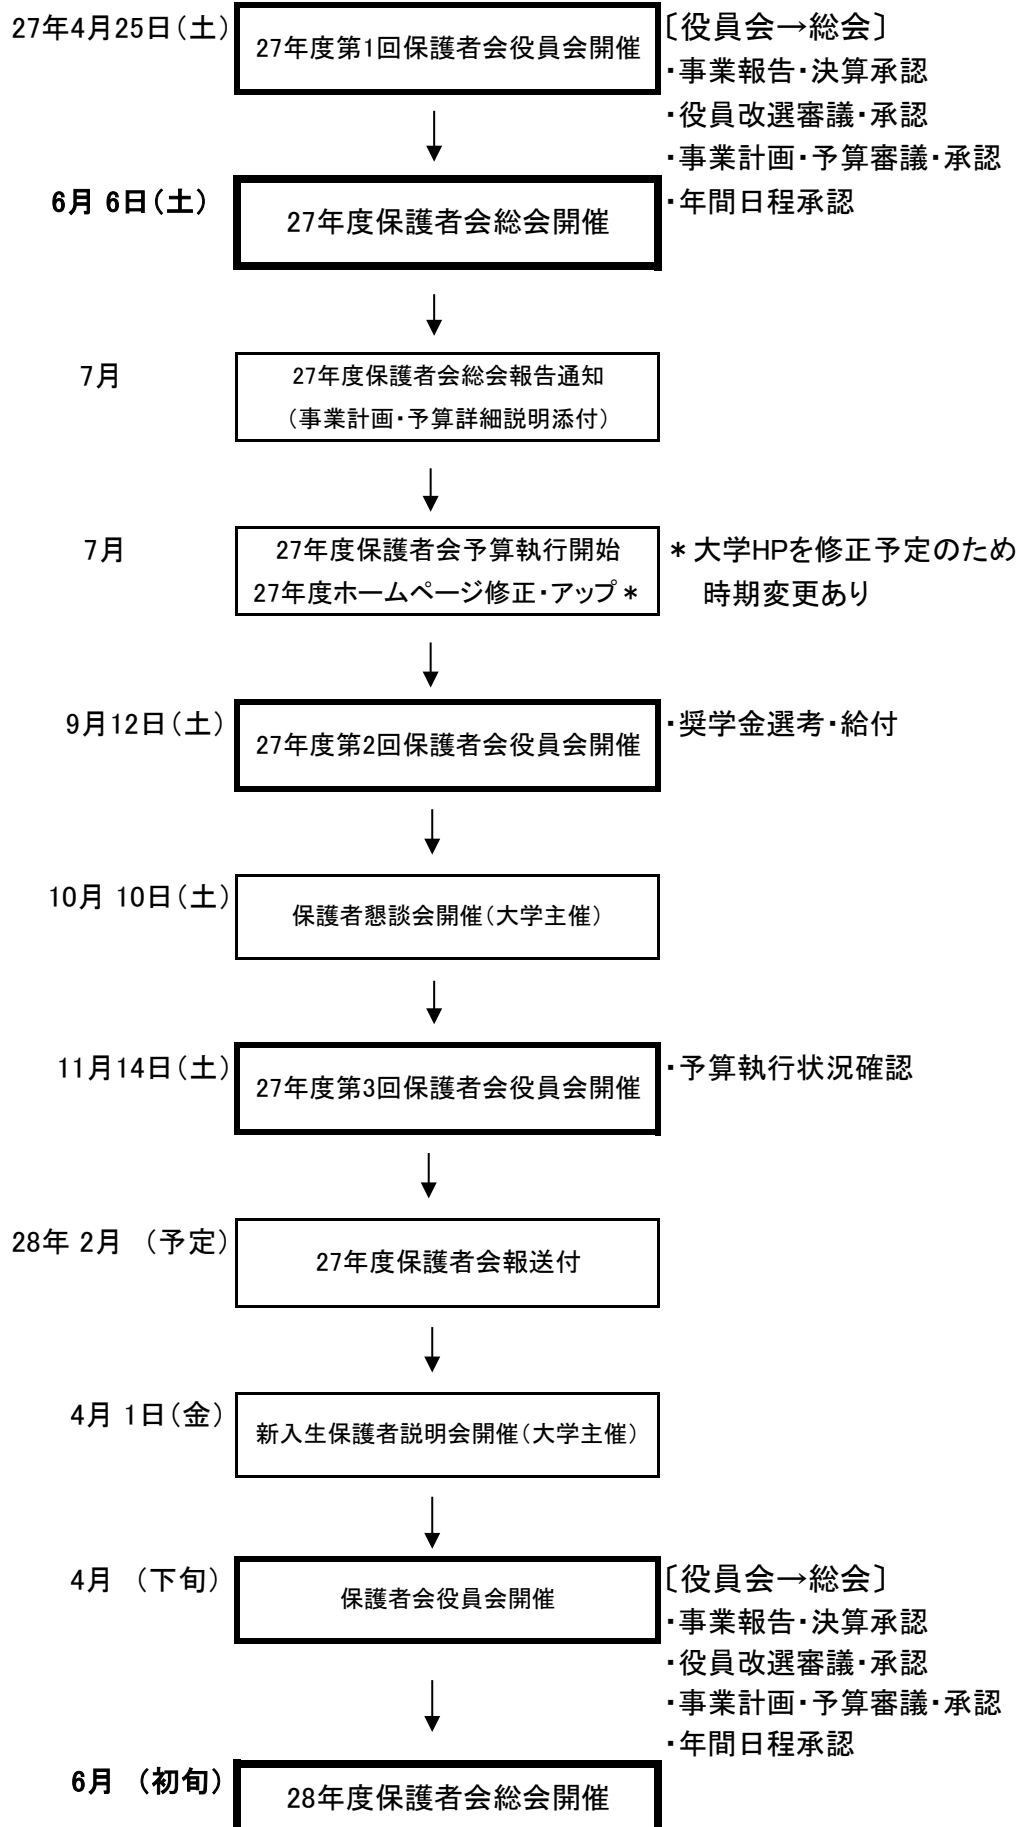 27年4月25日（土）
27年度第1回保護者会役員会開催
〔役員会→総会〕
・事業報告・決算承認
・役員改選審議・承認
・事業計画・予算審議・承認
・年間日程承認
6月 6日（土）
27年度保護者会総会開催
7月
27年度保護者会総会報告通知
（事業計画・予算詳細説明添付）
7月
27年度保護者会予算執行開始
27年度ホームページ修正・アップ＊
＊大学HPを修正予定のため
時期変更あり
9月12日（土）
27年度第2回保護者会役員会開催
・奨学金選考・給付
10月 10日（土）
保護者懇談会開催（大学主催）
11月14日（土）
27年度第3回保護者会役員会開催
・予算執行状況確認
28年 2月 （予定）
27年度保護者会報送付
4月 1日（金）
新入生保護者説明会開催（大学主催）
4月 （下旬）
保護者会役員会開催
〔役員会→総会〕
・事業報告・決算承認
・役員改選審議・承認
・事業計画・予算審議・承認
・年間日程承認
6月 （初旬）
28年度保護者会総会開催